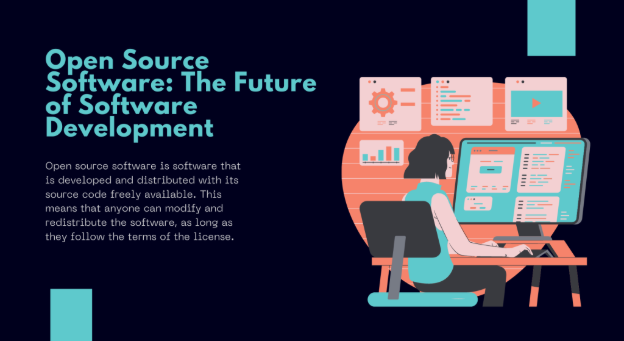 Open Source
Software: The Future
of Software
Development
Open source software is software that
is developed and distributed with its
source code freely available. This
means that anyone can modify and
redistribute the software, as long as
they follow the terms of the license.